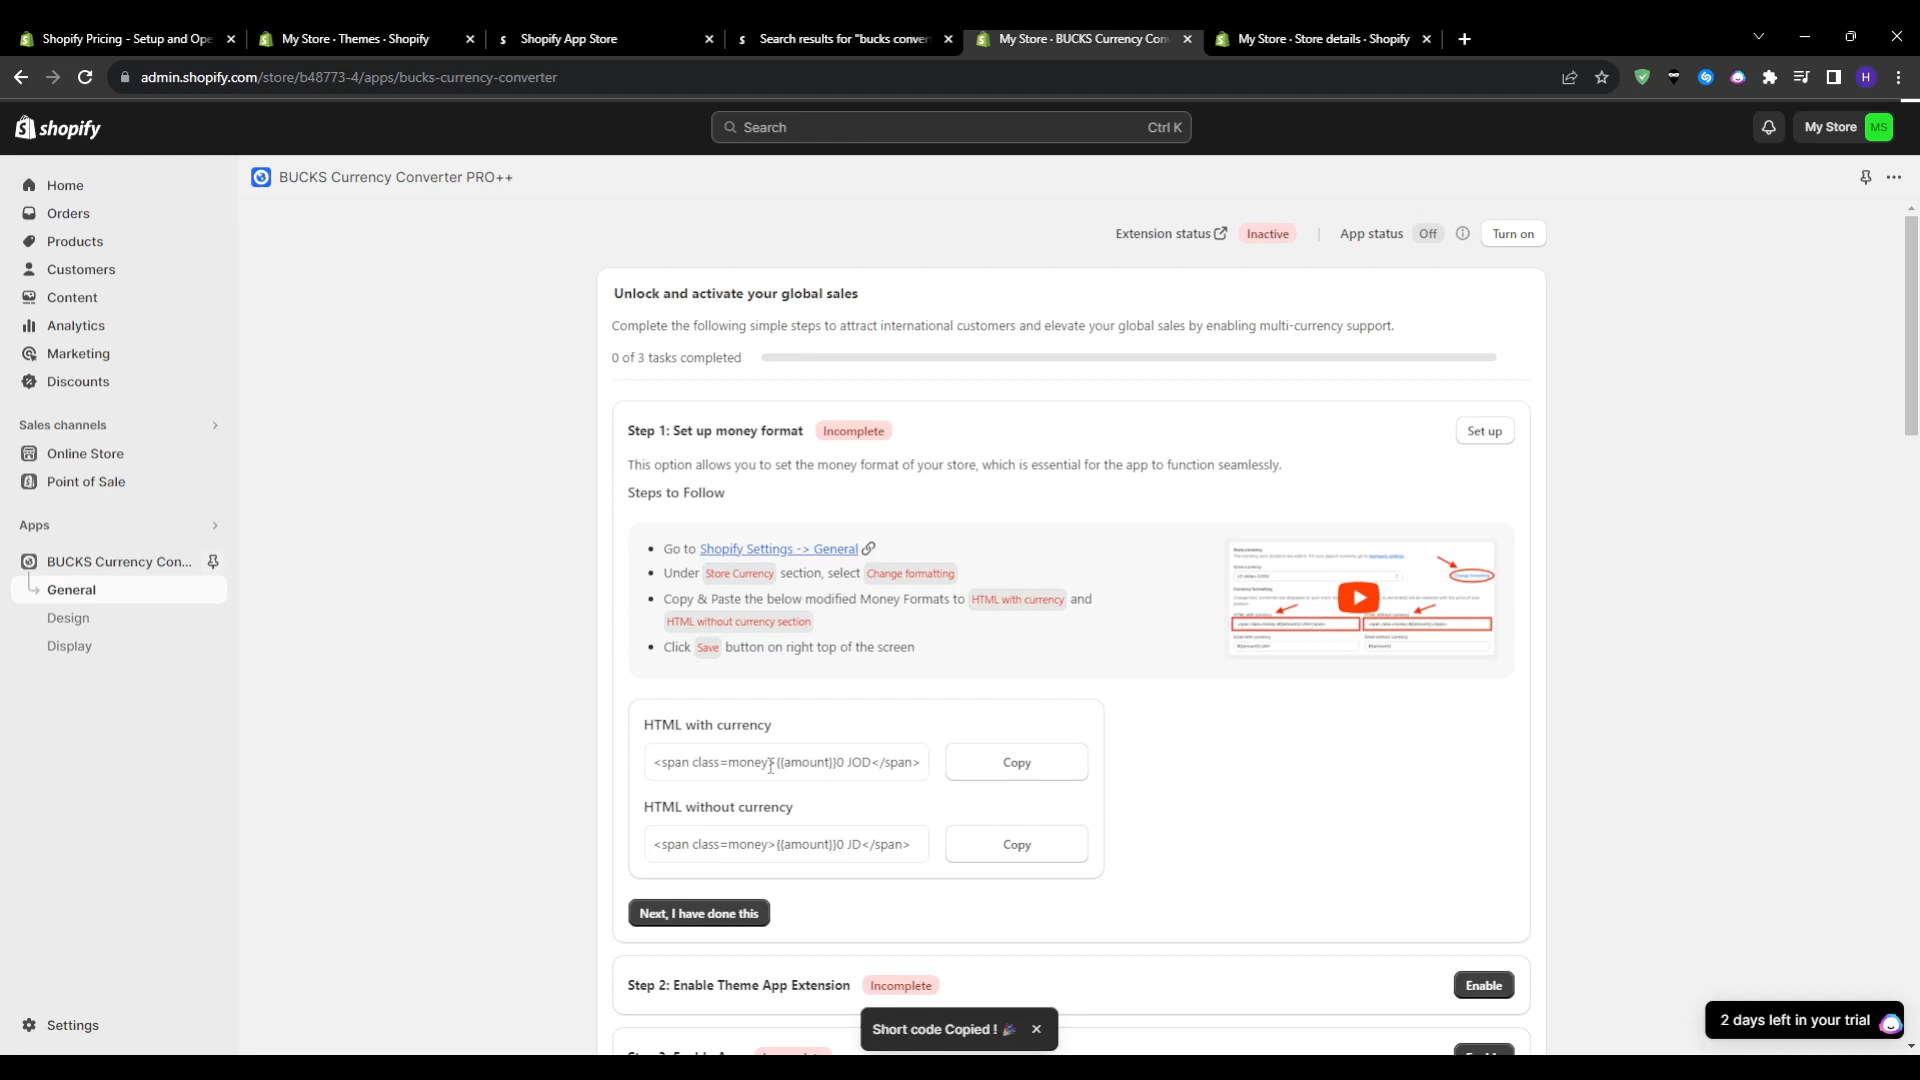 Shopify Pricing - Setup and Ope
My Store · Themes · Shopify
Shopify App Store
Search results for "bucks conver
My Store · BUCKS Currency Con
My Store · Store details · Shopify
admin.shopify.com/store/b48773-4/apps/bucks-currency-converter
H
shopify
Search
Ctrl K
My Store
MS
Home
Orders
Products
Customers
Content
Analytics
Marketing
Discounts
Sales channels
Online Store
Point of Sale
Apps
BUCKS Currency Con...
General
Design
Display
Settings
BUCKS Currency Converter PRO++
Extension status Inactive | App status Off Turn on
Unlock and activate your global sales
Complete the following simple steps to attract international customers and elevate your global sales by enabling multi-currency support.
0 of 3 tasks completed
Step 1: Set up money format Incomplete Set up
This option allows you to set the money format of your store, which is essential for the app to function seamlessly.
Steps to Follow
• Go to Shopify Settings -> General
• Under Store Currency section, select Change formatting
• Copy & Paste the below modified Money Formats to HTML with currency and
HTML without currency section
• Click Save button on right top of the screen
HTML with currency
<span class=money>{{amount}}0 JOD</span> Copy
HTML without currency
<span class=money>{{amount}}0 JD</span> Copy
Next, I have done this
Step 2: Enable Theme App Extension Incomplete Enable
Short code Copied ! 🎉
2 days left in your trial